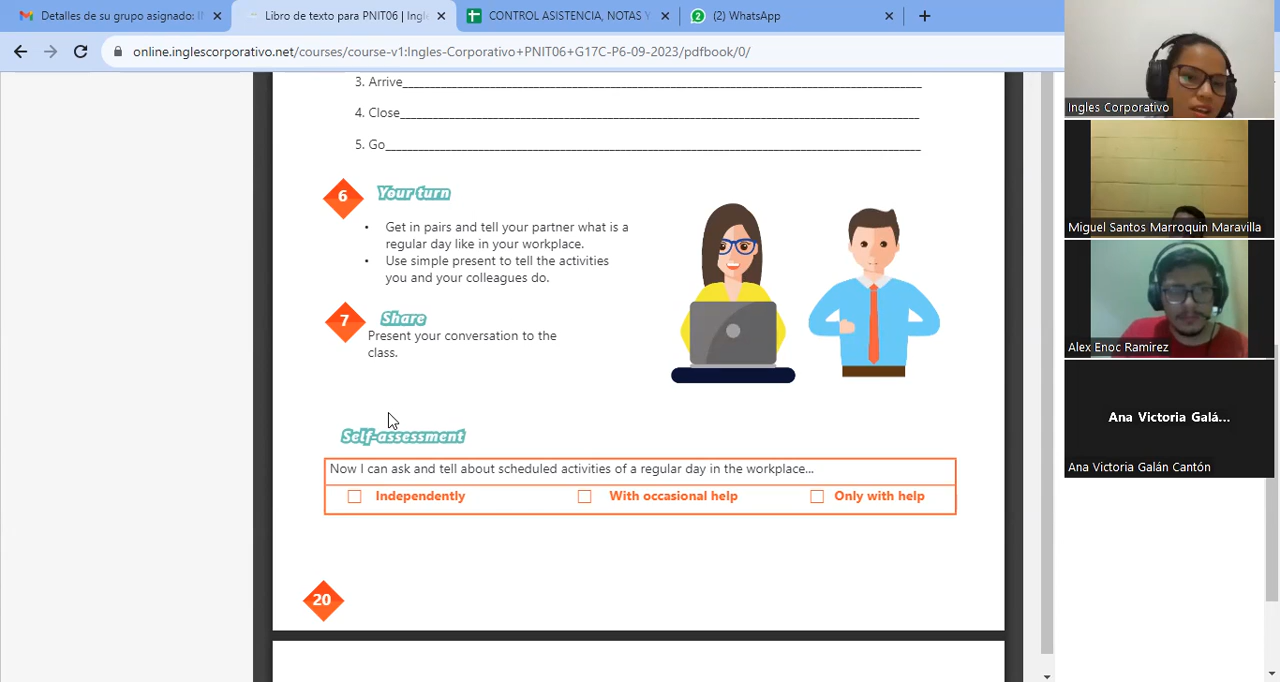 Detalles de su grupo asignado: I
Libro de texto para PNIT06 | Ingl
CONTROL ASISTENCIA, NOTAS Y
(2) WhatsApp
online.inglescorporativo.net/courses/course-v1:Ingles-Corporativo+PNIT06+G17C-P6-09-2023/pdfbook/0/
3. Arrive
4. Close
5. Go
6 Your turn
• Get in pairs and tell your partner what is a
regular day like in your workplace.
• Use simple present to tell the activities
you and your colleagues do.
7 Share
Present your conversation to the
class.
Self-assessment
Now I can ask and tell about scheduled activities of a regular day in the workplace...
Independently With occasional help Only with help
20
Ingles Corporativo
Miguel Santos Marroquin Maravilla
Alex Enoc Ramirez
Ana Victoria Galá...
Ana Victoria Galán Cantón